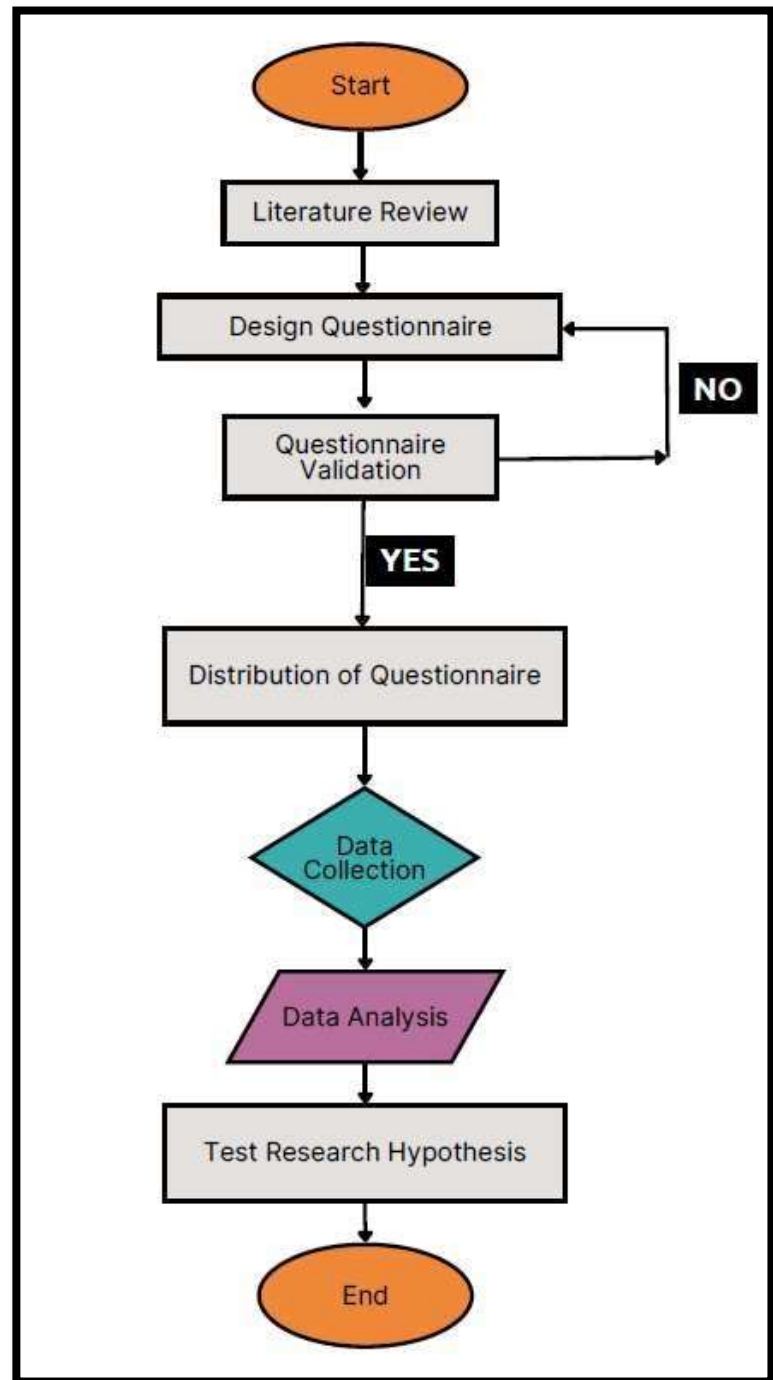 Start
Literature Review
Design Questionnaire
NO
Questionnaire
Validation
YES
Distribution of Questionnaire
Data
Collection
Data Analysis
Test Research Hypothesis
End